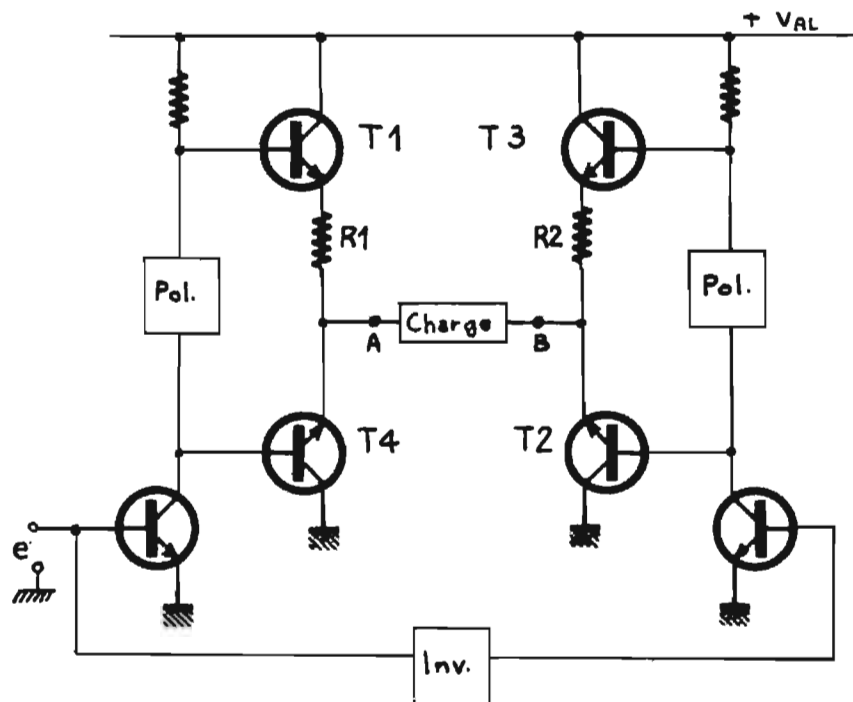 + VAL
T1
T3
R1
R2
Pol.
Pol.
Charge
A
B
T4
T2
e
Inv.